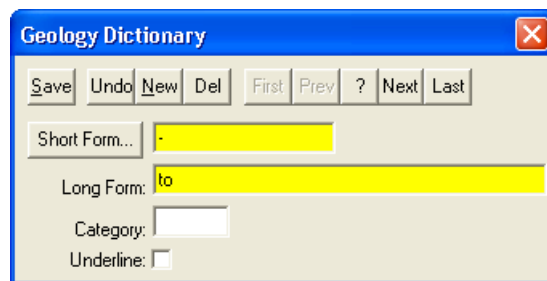 Geology Dictionary
Save Undo New Del First Prev ? Next Last
Short Form... -
Long Form: to
Category:
Underline: